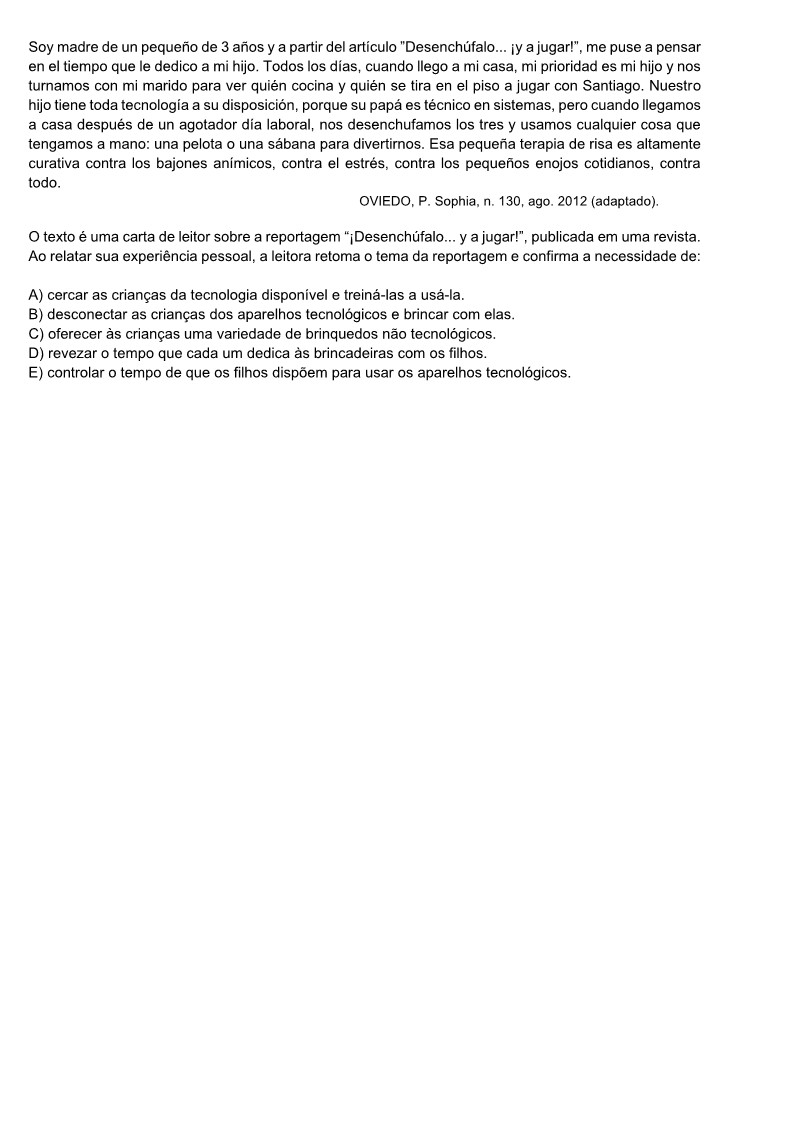 Soy madre de un pequeño de 3 años y a partir del artículo ”Desenchúfalo... ¡y a jugar!”, me puse a pensar
en el tiempo que le dedico a mi hijo. Todos los días, cuando llego a mi casa, mi prioridad es mi hijo y nos
turnamos con mi marido para ver quién cocina y quién se tira en el piso a jugar con Santiago. Nuestro
hijo tiene toda tecnología a su disposición, porque su papá es técnico en sistemas, pero cuando llegamos
a casa después de un agotador día laboral, nos desenchufamos los tres y usamos cualquier cosa que
tengamos a mano: una pelota o una sábana para divertirnos. Esa pequeña terapia de risa es altamente
curativa contra los bajones anímicos, contra el estrés, contra los pequeños enojos cotidianos, contra
todo.
OVIEDO, P. Sophia, n. 130, ago. 2012 (adaptado).
O texto é uma carta de leitor sobre a reportagem “¡Desenchúfalo... y a jugar!”, publicada em uma revista.
Ao relatar sua experiência pessoal, a leitora retoma o tema da reportagem e confirma a necessidade de:
A) cercar as crianças da tecnologia disponível e treiná-las a usá-la.
B) desconectar as crianças dos aparelhos tecnológicos e brincar com elas.
C) oferecer às crianças uma variedade de brinquedos não tecnológicos.
D) revezar o tempo que cada um dedica às brincadeiras com os filhos.
E) controlar o tempo de que os filhos dispõem para usar os aparelhos tecnológicos.